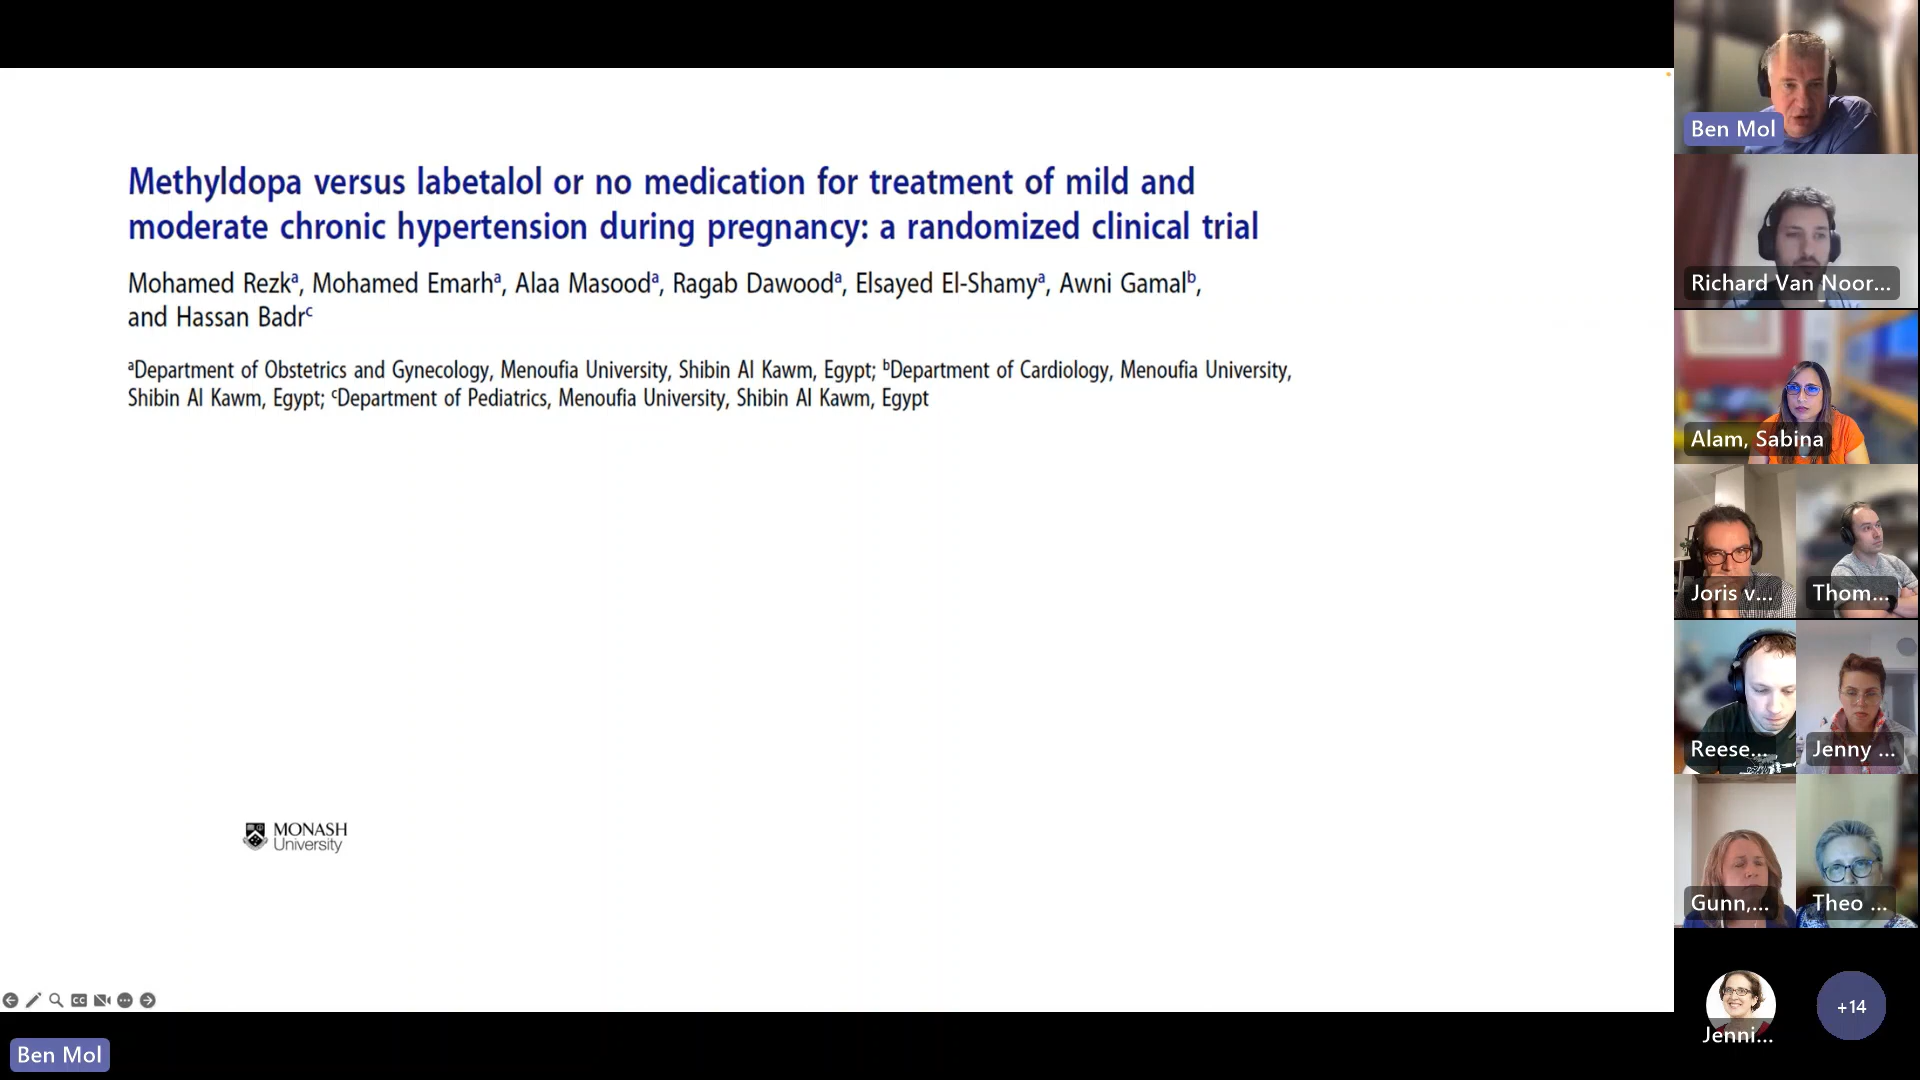 Methyldopa versus labetalol or no medication for treatment of mild and
moderate chronic hypertension during pregnancy: a randomized clinical trial
Mohamed Rezkᵃ, Mohamed Emarhᵃ, Alaa Masoodᵃ, Ragab Dawoodᵃ, Elsayed El-Shamyᵃ, Awni Gamalᵇ,
and Hassan Badrᶜ
ᵃDepartment of Obstetrics and Gynecology, Menoufia University, Shibin Al Kawm, Egypt; ᵇDepartment of Cardiology, Menoufia University,
Shibin Al Kawm, Egypt; ᶜDepartment of Pediatrics, Menoufia University, Shibin Al Kawm, Egypt
MONASH
University
CC
Ben Mol
Ben Mol
Richard Van Noor...
Alam, Sabina
Joris v...
Thom...
Reese...
Jenny ...
Gunn,...
Theo ...
Jenni...
+14